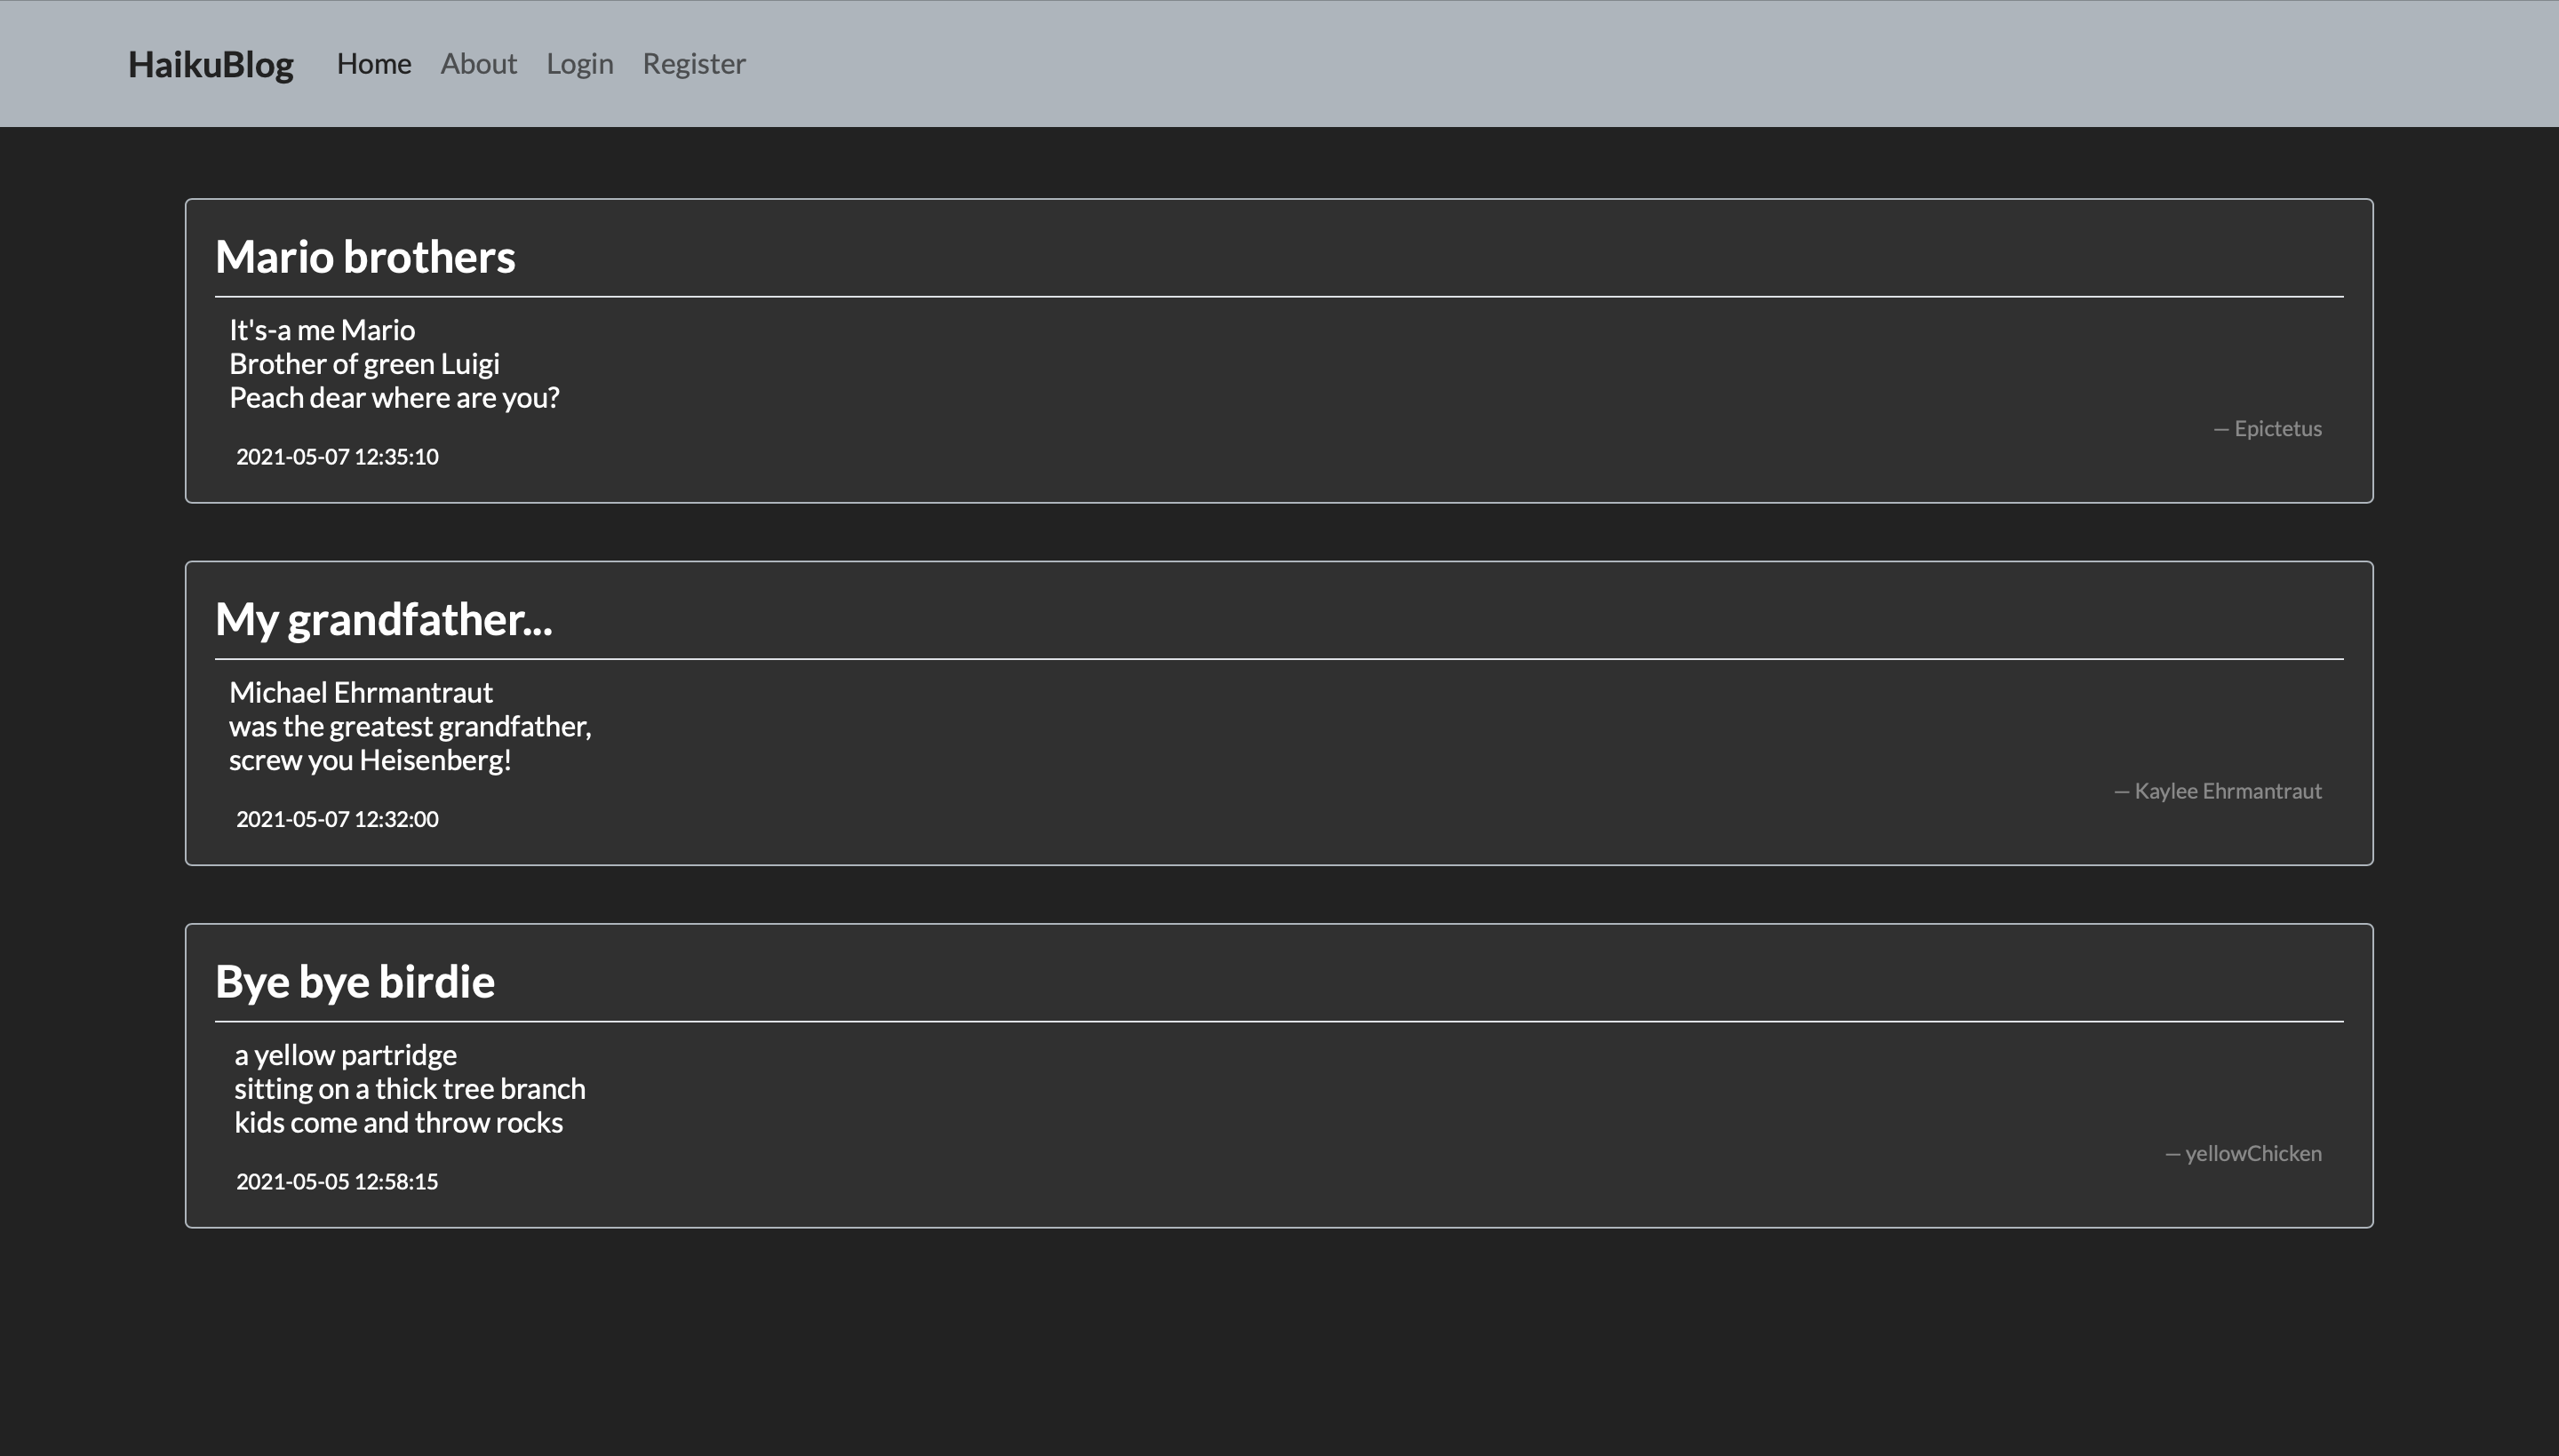 HaikuBlog Home About Login Register
Mario brothers
It's-a me Mario
Brother of green Luigi
Peach dear where are you?
— Epictetus
2021-05-07 12:35:10
My grandfather...
Michael Ehrmantraut
was the greatest grandfather,
screw you Heisenberg!
— Kaylee Ehrmantraut
2021-05-07 12:32:00
Bye bye birdie
a yellow partridge
sitting on a thick tree branch
kids come and throw rocks
— yellowChicken
2021-05-05 12:58:15